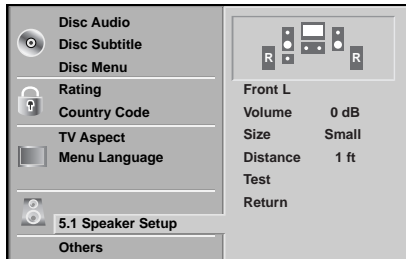 Disc Audio
Disc Subtitle
Disc Menu
Rating
Country Code
TV Aspect
Menu Language
5.1 Speaker Setup
Others
R
R
Front L
Volume 0 dB
Size Small
Distance 1 ft
Test
Return